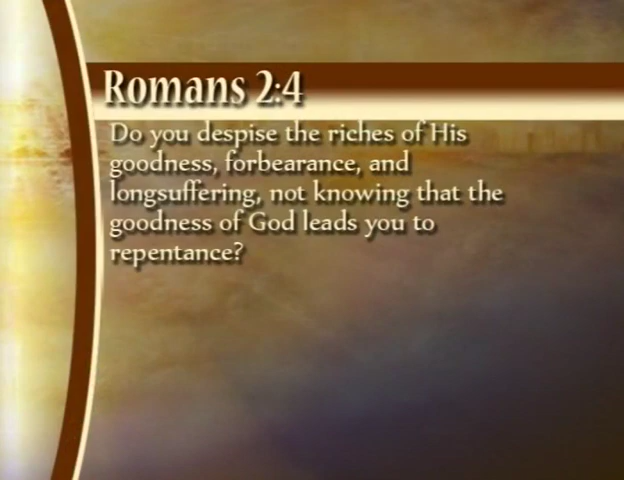 Romans 2:4
Do you despise the riches of His
goodness, forbearance, and
longsuffering, not knowing that the
goodness of God leads you to
repentance?